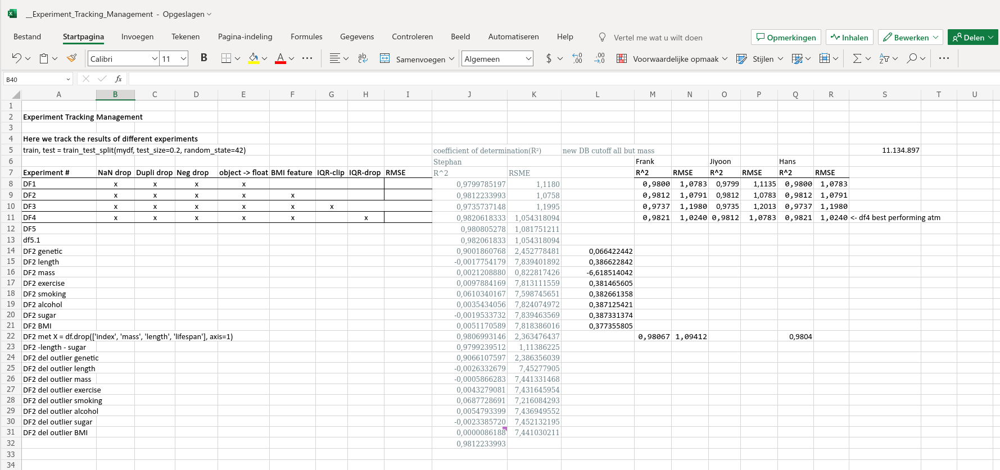 __Experiment_Tracking_Management - Opgeslagen
Bestand Startpagina Invoegen Tekenen Pagina-indeling Formules Gegevens Controleren Beeld Automatiseren Help Vertel me wat u wilt doen Opmerkingen Inhalen Bewerken Delen
Calibri 11 B A ab c Samenvoegen Algemeen $ ,00 ,00 Voorwaardelijke opmaak Stijlen
B40 fx
A B C D E F G H I J K L M N O P Q R S T U
1
2 Experiment Tracking Management
3
4 Here we track the results of different experiments
5 train, test = train_test_split(mydf, test_size=0.2, random_state=42) coefficient of determination(R²) new DB cutoff all but mass 11.134.897
6 Stephan Frank Jiyoon Hans
7 Experiment # NaN drop Dupli drop Neg drop object -> float BMI feature IQR-clip IQR-drop RMSE R^2 RSME R^2 RMSE R^2 RMSE R^2 RMSE
8 DF1 x x x x 0,9799785197 1,1180 0,9800 1,0783 0,9799 1,1135 0,9800 1,0783
9 DF2 x x x x x 0,9812233993 1,0758 0,9812 1,0791 0,9812 1,0783 0,9812 1,0791
10 DF3 x x x x x x 0,9735737148 1,1995 0,9737 1,1980 0,9735 1,2013 0,9737 1,1980
11 DF4 x x x x x x 0,9820618333 1,054318094 0,9821 1,0240 0,9812 1,0783 0,9821 1,0240 <- df4 best performing atm
12 DF5 0,980805278 1,081751211
13 df5.1 0,982061833 1,054318094
14 DF2 genetic 0,9001860768 2,452778481 0,066422442
15 DF2 length -0,0017754179 7,839401892 0,386622842
16 DF2 mass 0,0021208880 0,822817426 -6,618514042
17 DF2 exercise 0,0097884169 7,813111559 0,381465605
18 DF2 smoking 0,0610340167 7,598745651 0,382661358
19 DF2 alcohol 0,0035434056 7,824074972 0,387125421
20 DF2 sugar -0,0019533732 7,839463569 0,387331374
21 DF2 BMI 0,0051170589 7,818386016 0,377355805
22 DF2 met X = df.drop(['index', 'mass', 'length', 'lifespan'], axis=1) 0,9806993146 2,363476437 0,98067 1,09412 0,9804
23 DF2 -length - sugar 0,9799239512 1,11386225
24 DF2 del outlier genetic 0,9066107597 2,386356039
25 DF2 del outlier length -0,0026332679 7,45277905
26 DF2 del outlier mass -0,0005866283 7,441331468
27 DF2 del outlier exercise 0,0043279081 7,431645954
28 DF2 del outlier smoking 0,0687728691 7,216084293
29 DF2 del outlier alcohol 0,0054793399 7,436949552
30 DF2 del outlier sugar -0,0023385720 7,452132195
31 DF2 del outlier BMI 0,0000086188 7,441030211
32 0,9812233993
33
34